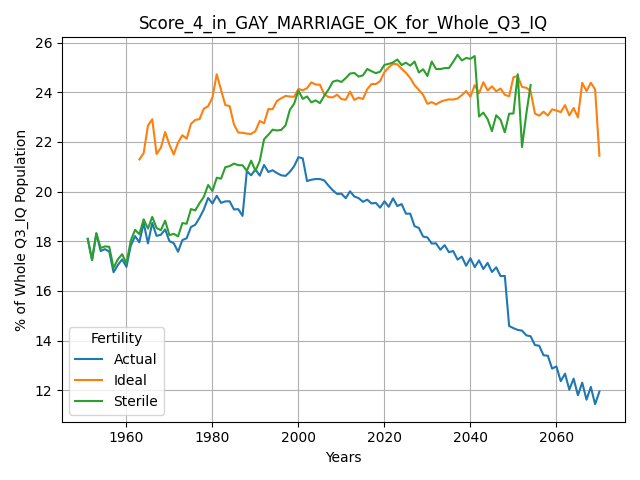 Score_4_in_GAY_MARRIAGE_OK_for_Whole_Q3_IQ
% of Whole Q3_IQ Population
26
24
22
20
18
16
14
12
Fertility
Actual
Ideal
Sterile
1960 1980 2000 2020 2040 2060
Years